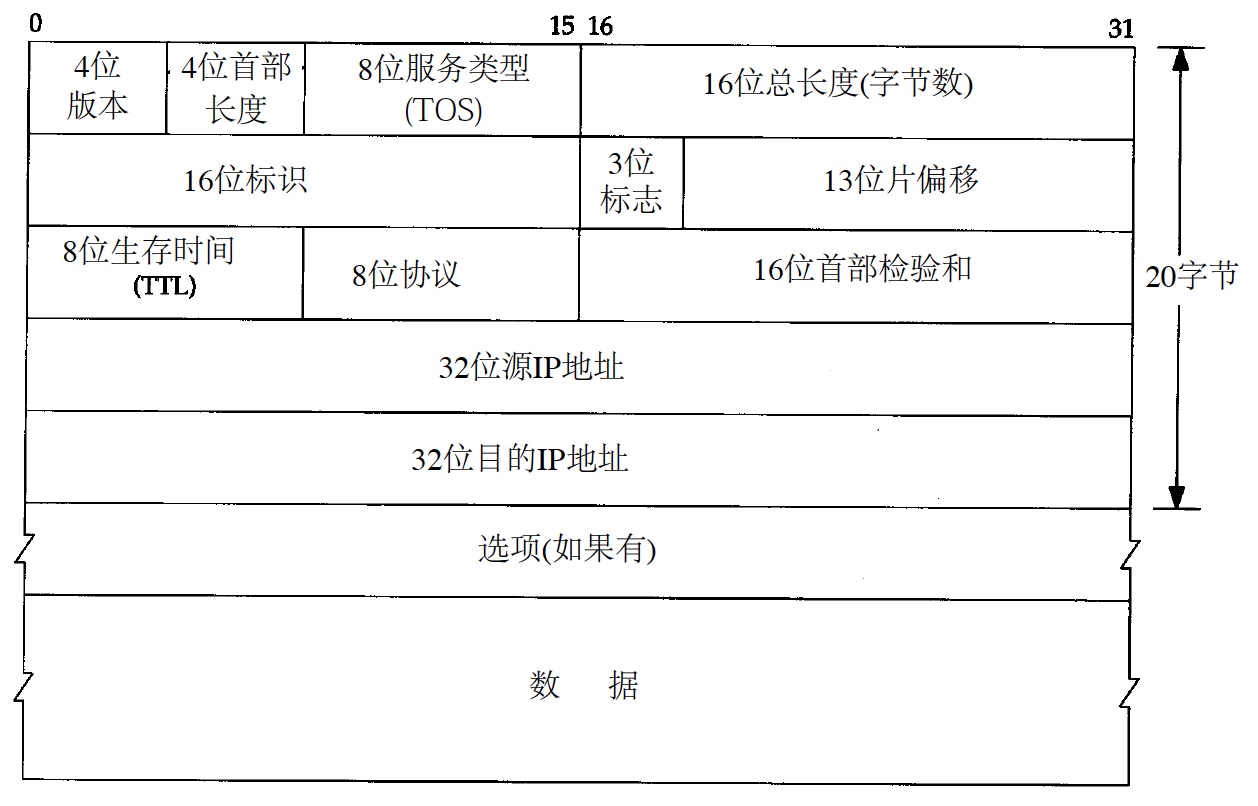 0 15 16 31
4位 4位首部 8位服务类型 16位总长度(字节数)
版本 长度 (TOS)
16位标识 3位 13位片偏移
标志
8位生存时间 8位协议 16位首部检验和
(TTL)
20字节
32位源IP地址
32位目的IP地址
选项(如果有)
数 据